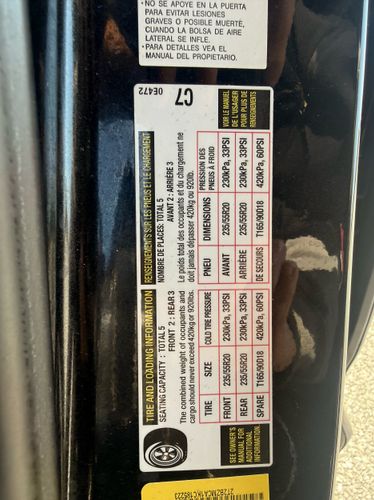 • NO SE APOYE EN LA PUERTA
PARA EVITAR LESIONES
GRAVES O POSIBLE MUERTE,
CUANDO LA BOLSA DE AIRE
LATERAL SE INFLE.
• PARA DETALLES VEA EL
MANUAL DEL PROPIETARIO.
TIRE AND LOADING INFORMATION
SEATING CAPACITY : TOTAL 5
FRONT 2 : REAR 3
The combined weight of occupants and
cargo should never exceed 420kg or 920lbs.
TIRE SIZE COLD TIRE PRESSURE
FRONT 235/55R20 230kPa, 33PSI
REAR 235/55R20 230kPa, 33PSI
SPARE T165/90D18 420kPa, 60PSI
SEE OWNER'S
MANUAL FOR
ADDITIONAL
INFORMATION
RENSEIGNEMENTS SUR LES PNEUS ET LE CHARGEMENT
NOMBRE DE PLACES: TOTAL 5
AVANT 2 : ARRIÈRE 3
Le poids total des occupants et du chargement ne
doit jamais dépasser 420kg ou 920lb.
PNEU DIMENSIONS PRESSION DES
PNEUS À FROID
AVANT 235/55R20 230kPa, 33PSI
ARRIÈRE 235/55R20 230kPa, 33PSI
DE SECOURS T165/90D18 420kPa, 60PSI
VOIR LE MANUEL
DE L'USAGER
POUR PLUS DE
RENSEIGNEMENTS
C7
0E472